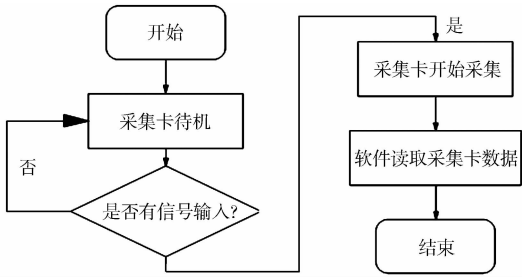 开始
采集卡待机
否
是否有信号输入?
是
采集卡开始采集
软件读取采集卡数据
结束